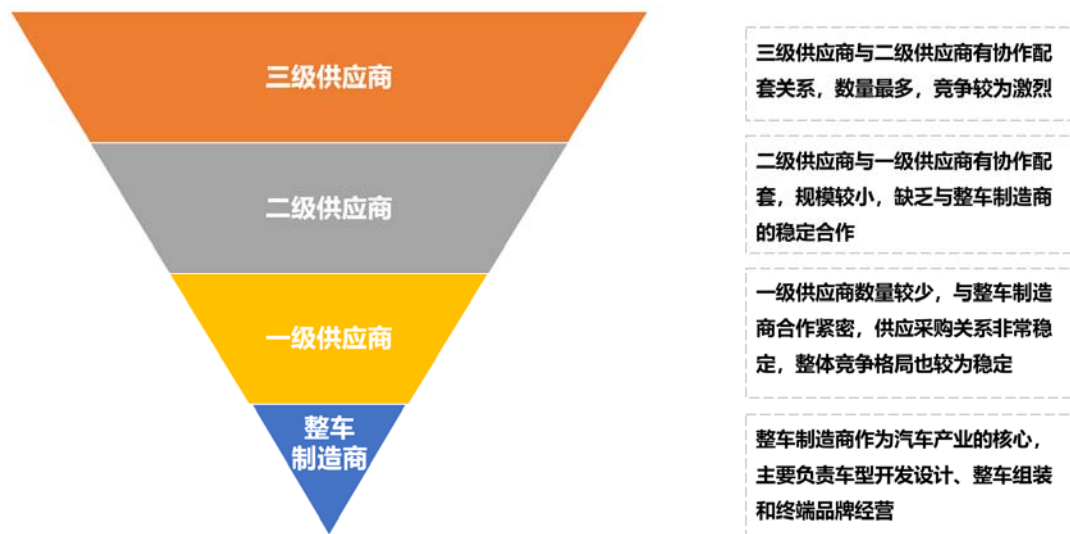 三级供应商
三级供应商与二级供应商有协作配
套关系，数量最多，竞争较为激烈
二级供应商
二级供应商与一级供应商有协作配
套，规模较小，缺乏与整车制造商
的稳定合作
一级供应商
一级供应商数量较少，与整车制造
商合作紧密，供应采购关系非常稳
定，整体竞争格局也较为稳定
整车
制造商
整车制造商作为汽车产业的核心，
主要负责车型开发设计、整车组装
和终端品牌经营